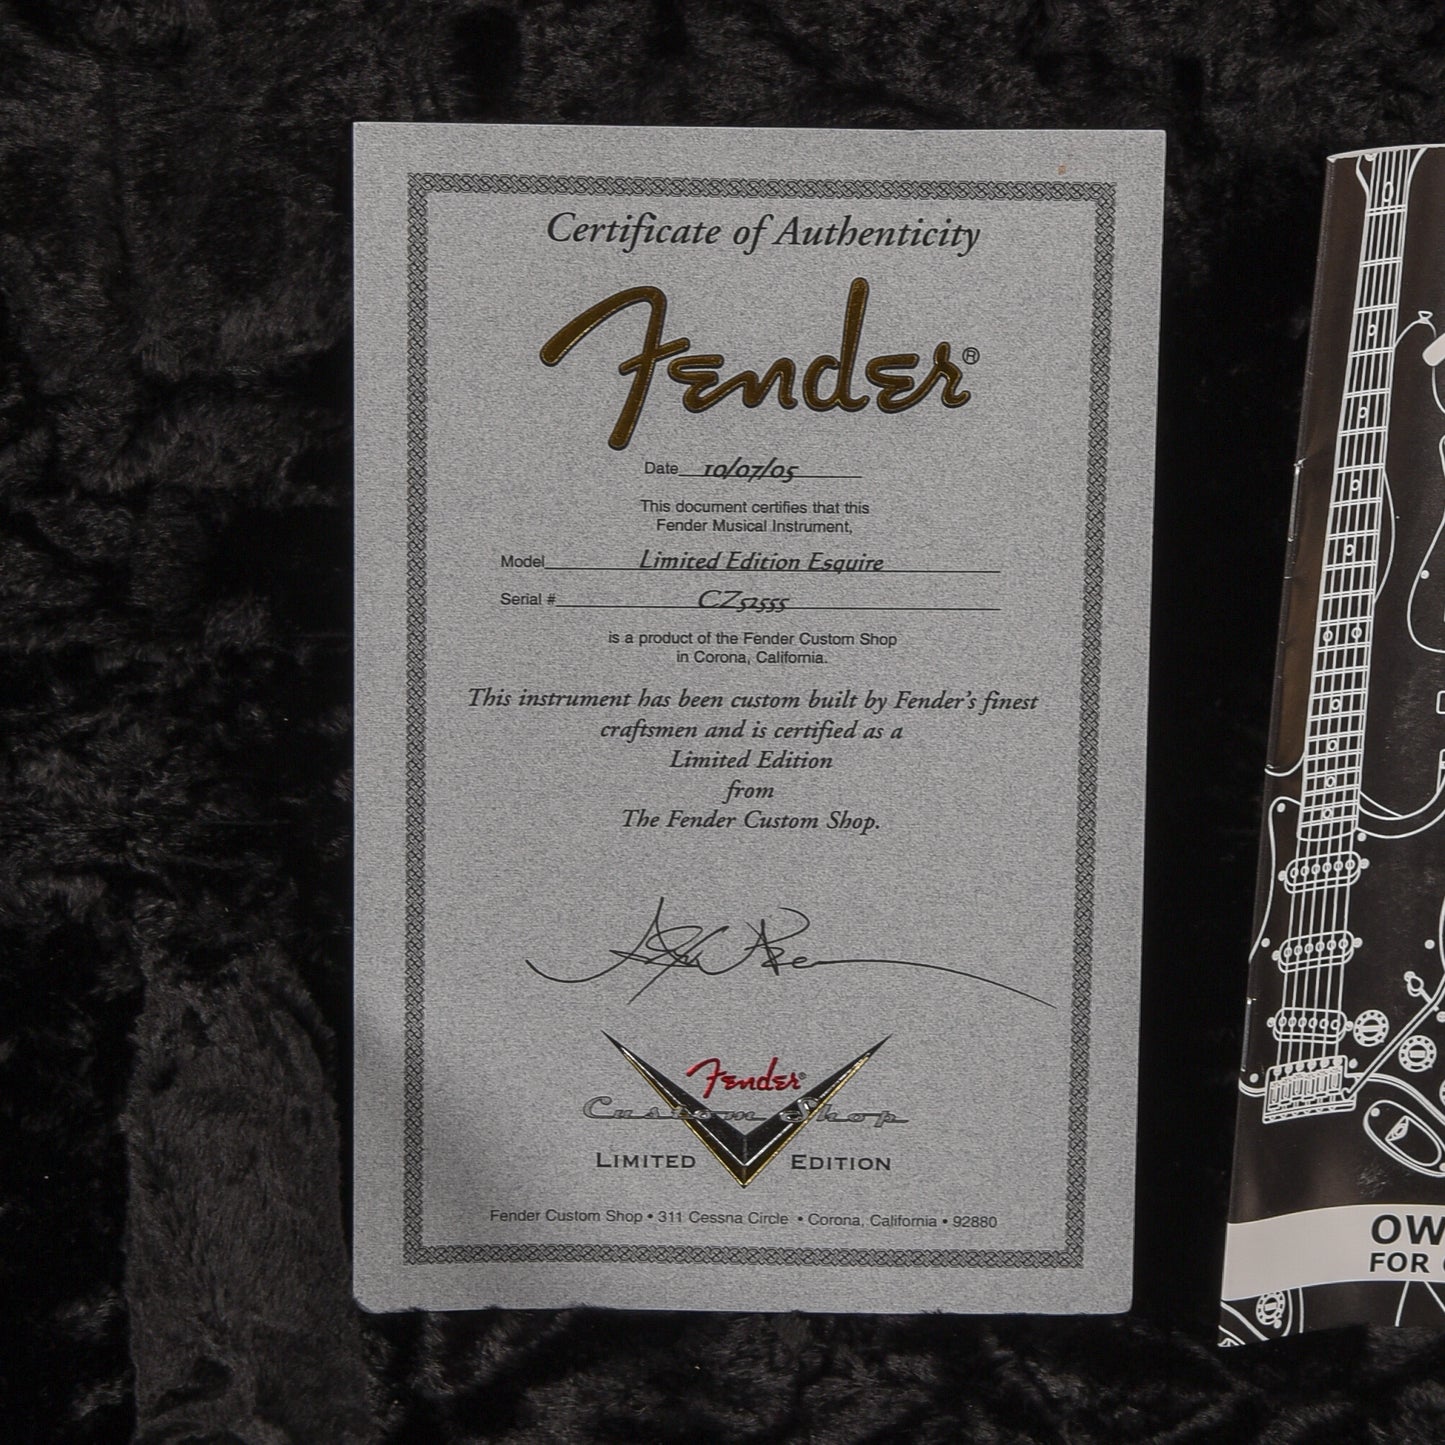 Certificate of Authenticity
Fender®
Date 10/07/05
This document certifies that this
Fender Musical Instrument,
Model Limited Edition Esquire
Serial # CZ52555
is a product of the Fender Custom Shop
in Corona, California.
This instrument has been custom built by Fender's finest
craftsmen and is certified as a
Limited Edition
from
The Fender Custom Shop.
Fender®
Custom Shop
LIMITED EDITION
Fender Custom Shop • 311 Cessna Circle • Corona, California • 92880
OW
FOR